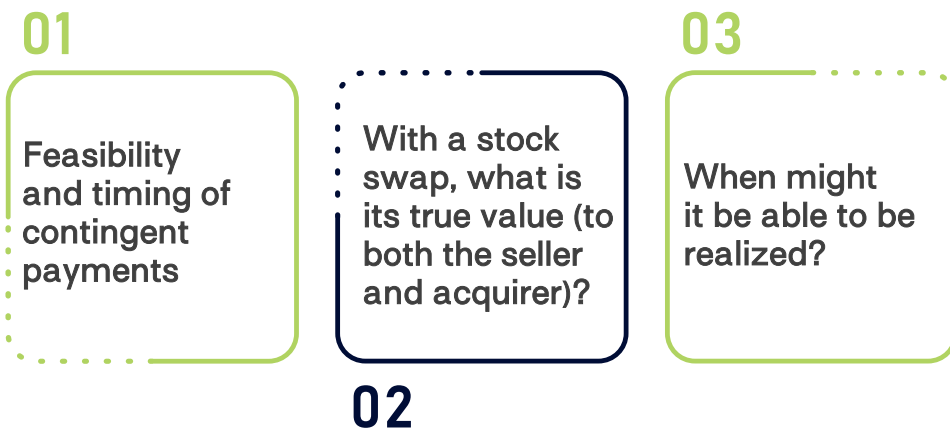 01
Feasibility
and timing of
contingent
payments
02
With a stock
swap, what is
its true value (to
both the seller
and acquirer)?
03
When might
it be able to be
realized?